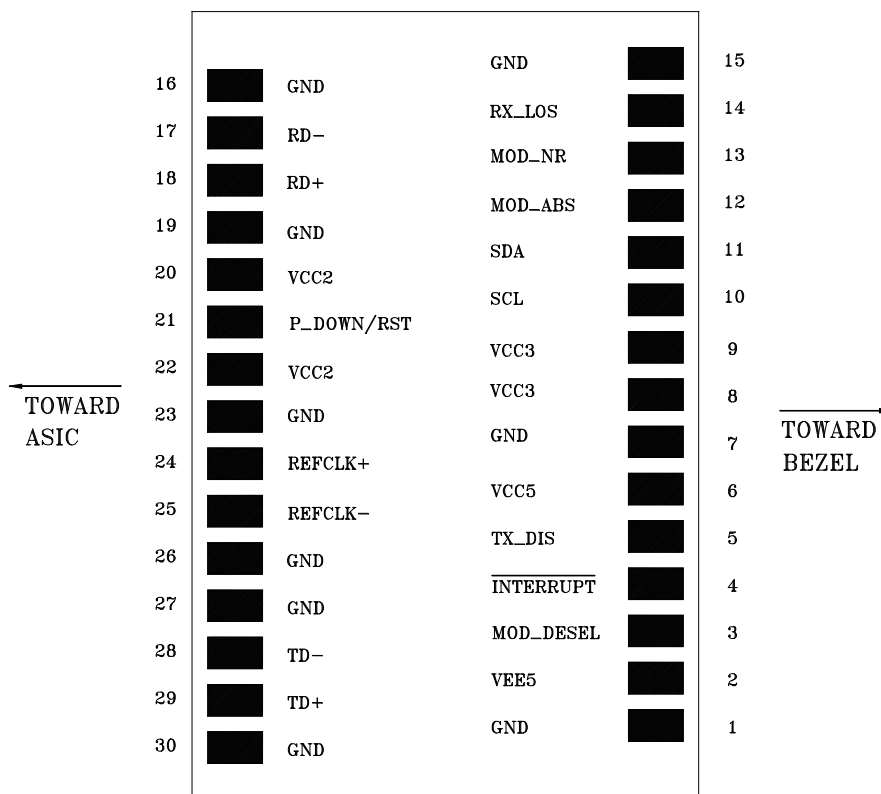 GND 15
16 GND
RX_LOS 14
17 RD-
MOD_NR 13
18 RD+
MOD_ABS 12
19 GND
SDA 11
20 VCC2
SCL 10
21 P_DOWN/RST
VCC3 9
22 VCC2
VCC3 8
TOWARD
ASIC
23 GND
GND 7
TOWARD
BEZEL
24 REFCLK+
VCC5 6
25 REFCLK-
TX_DIS 5
26 GND
INTERRUPT 4
27 GND
MOD_DESEL 3
28 TD-
VEE5 2
29 TD+
GND 1
30 GND